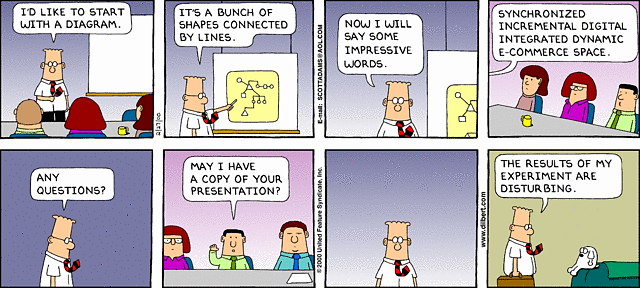 I'D LIKE TO START
WITH A DIAGRAM.
IT'S A BUNCH OF
SHAPES CONNECTED
BY LINES.
NOW I WILL
SAY SOME
IMPRESSIVE
WORDS.
SYNCHRONIZED
INCREMENTAL DIGITAL
INTEGRATED DYNAMIC
E-COMMERCE SPACE.
2/27/00
E-mail: SCOTTADAMS@AOL.COM
ANY
QUESTIONS?
MAY I HAVE
A COPY OF YOUR
PRESENTATION?
© 2000 United Feature Syndicate, Inc.
www.dilbert.com
THE RESULTS OF MY
EXPERIMENT ARE
DISTURBING.